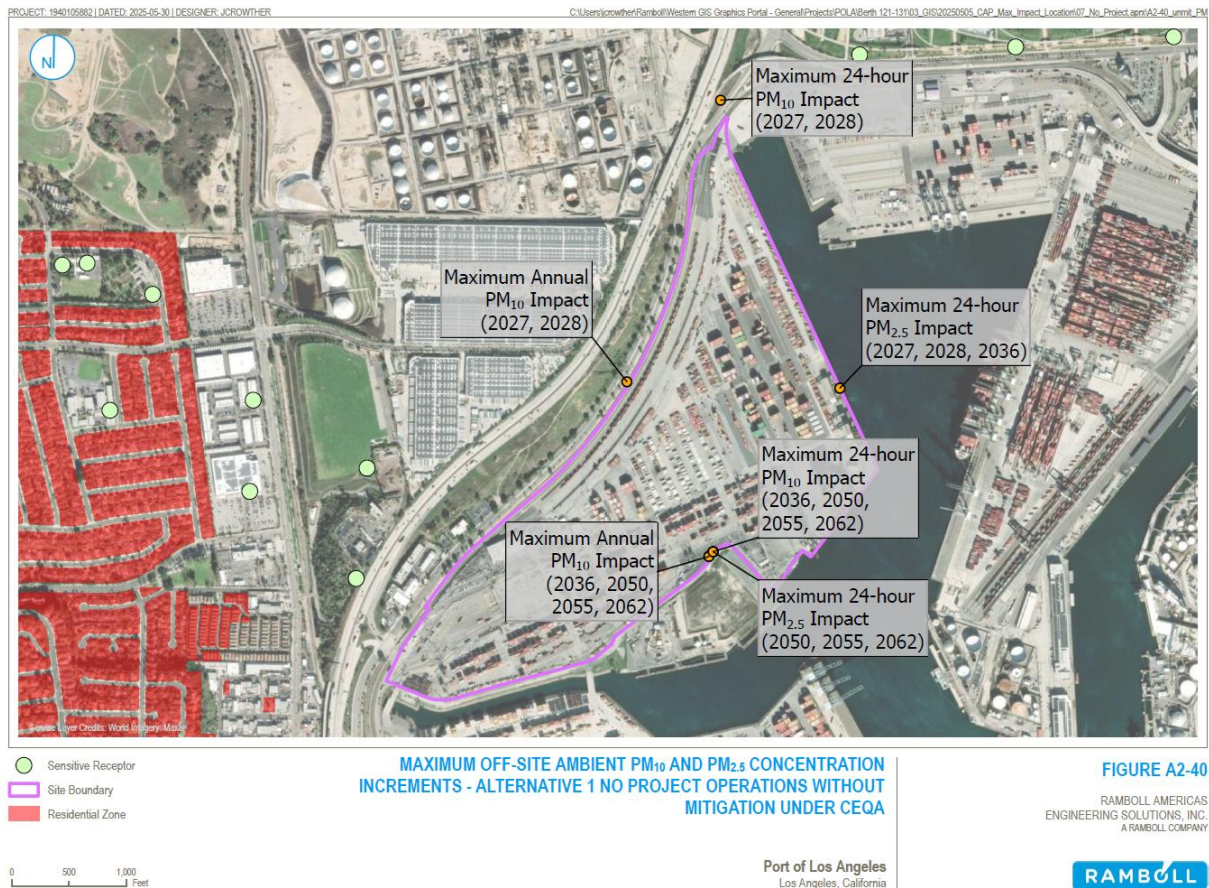 PROJECT: 1940105882 | DATED: 2025-05-30 | DESIGNER: JCROWTHER
C:\Users\jcrowther\Ramboll\Western GIS Graphics Portal - General\Projects\POLA\Berth 121-131\03_GIS\20250505_CAP_Max_Impact_Location\07_No_Project.aprx\A2-40_unmit_PM
N
Maximum 24-hour
PM₁₀ Impact
(2027, 2028)
Maximum Annual
PM₁₀ Impact
(2027, 2028)
Maximum 24-hour
PM₂.₅ Impact
(2027, 2028, 2036)
Maximum 24-hour
PM₁₀ Impact
(2036, 2050,
2055, 2062)
Maximum Annual
PM₁₀ Impact
(2036, 2050,
2055, 2062)
Maximum 24-hour
PM₂.₅ Impact
(2050, 2055, 2062)
Layer Credits: World Imagery: Maxar
Sensitive Receptor
Site Boundary
Residential Zone
0 500 1,000
Feet
MAXIMUM OFF-SITE AMBIENT PM₁₀ AND PM₂.₅ CONCENTRATION
INCREMENTS - ALTERNATIVE 1 NO PROJECT OPERATIONS WITHOUT
MITIGATION UNDER CEQA
Port of Los Angeles
Los Angeles, California
FIGURE A2-40
RAMBOLL AMERICAS
ENGINEERING SOLUTIONS, INC.
A RAMBOLL COMPANY
RAMBOLL